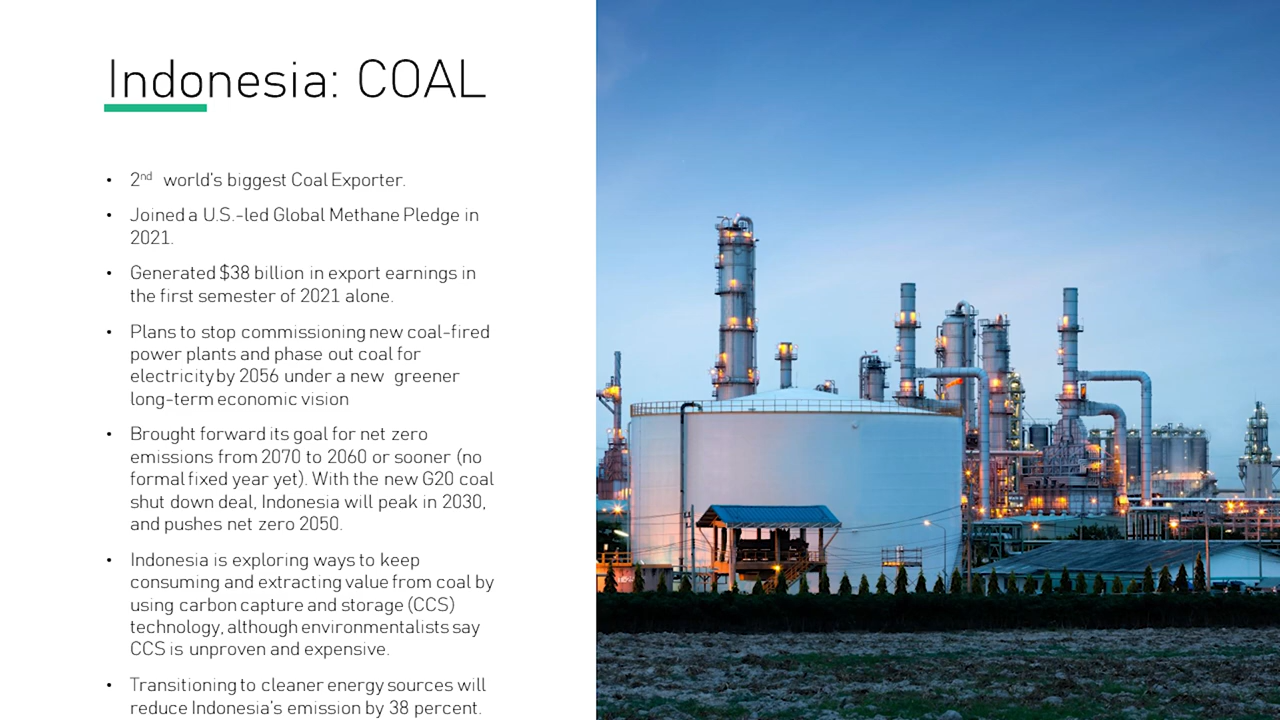 Indonesia: COAL
• 2nd world's biggest Coal Exporter.
• Joined a U.S.-led Global Methane Pledge in
2021.
• Generated $38 billion in export earnings in
the first semester of 2021 alone.
• Plans to stop commissioning new coal-fired
power plants and phase out coal for
electricity by 2056 under a new greener
long-term economic vision
• Brought forward its goal for net zero
emissions from 2070 to 2060 or sooner (no
formal fixed year yet). With the new G20 coal
shut down deal, Indonesia will peak in 2030,
and pushes net zero 2050.
• Indonesia is exploring ways to keep
consuming and extracting value from coal by
using carbon capture and storage (CCS)
technology, although environmentalists say
CCS is unproven and expensive.
• Transitioning to cleaner energy sources will
reduce Indonesia's emission by 38 percent.